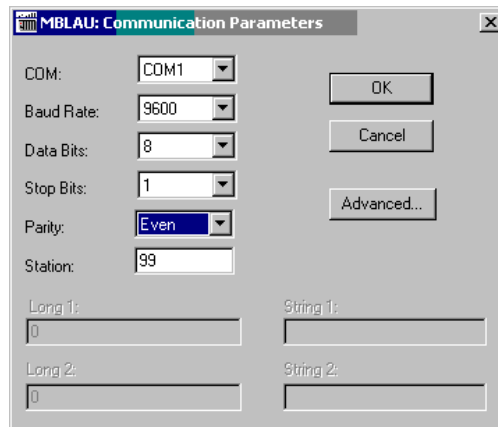 MBLAU: Communication Parameters
COM: COM1
Baud Rate: 9600
Data Bits: 8
Stop Bits: 1
Parity: Even
Station: 99
OK
Cancel
Advanced...
Long 1: String 1:
0
Long 2: String 2:
0